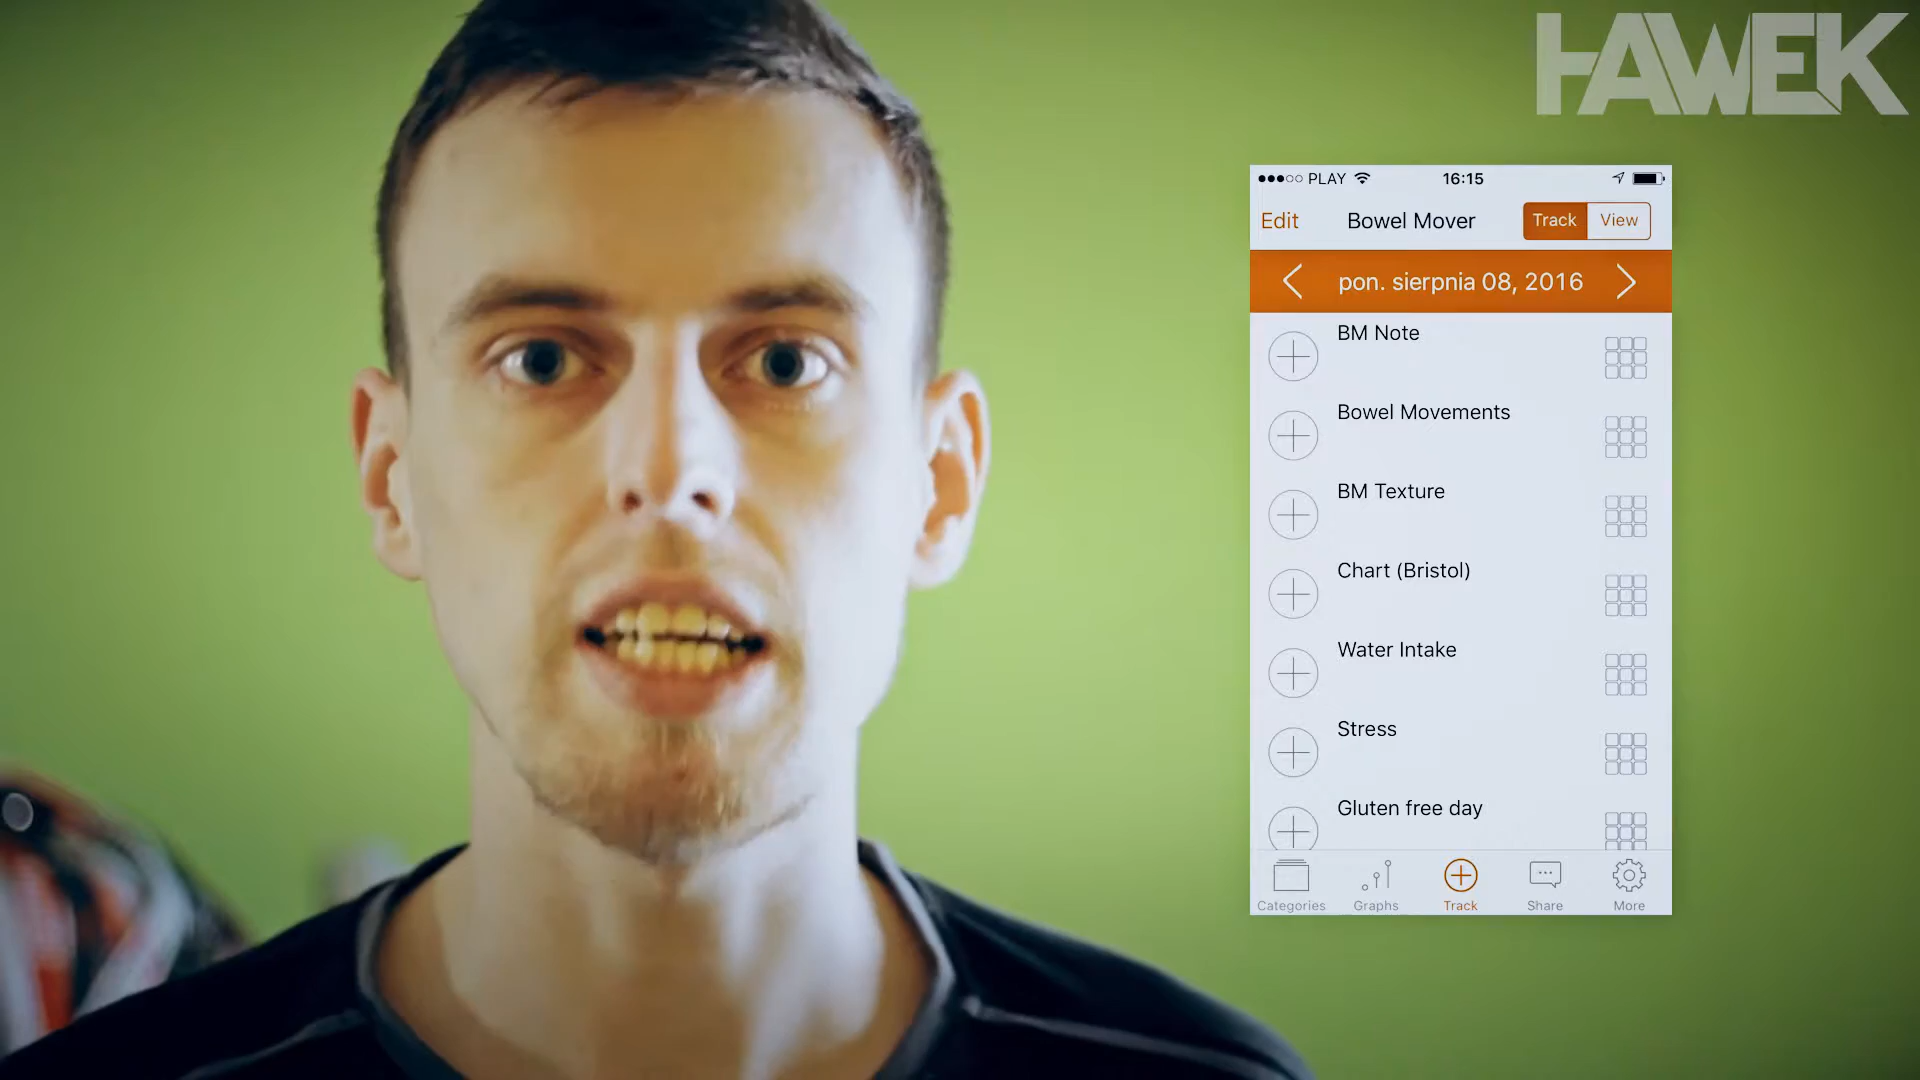 HAWEK
PLAY 16:15
Edit Bowel Mover Track View
pon. sierpnia 08, 2016
BM Note
Bowel Movements
BM Texture
Chart (Bristol)
Water Intake
Stress
Gluten free day
Categories Graphs Track Share More